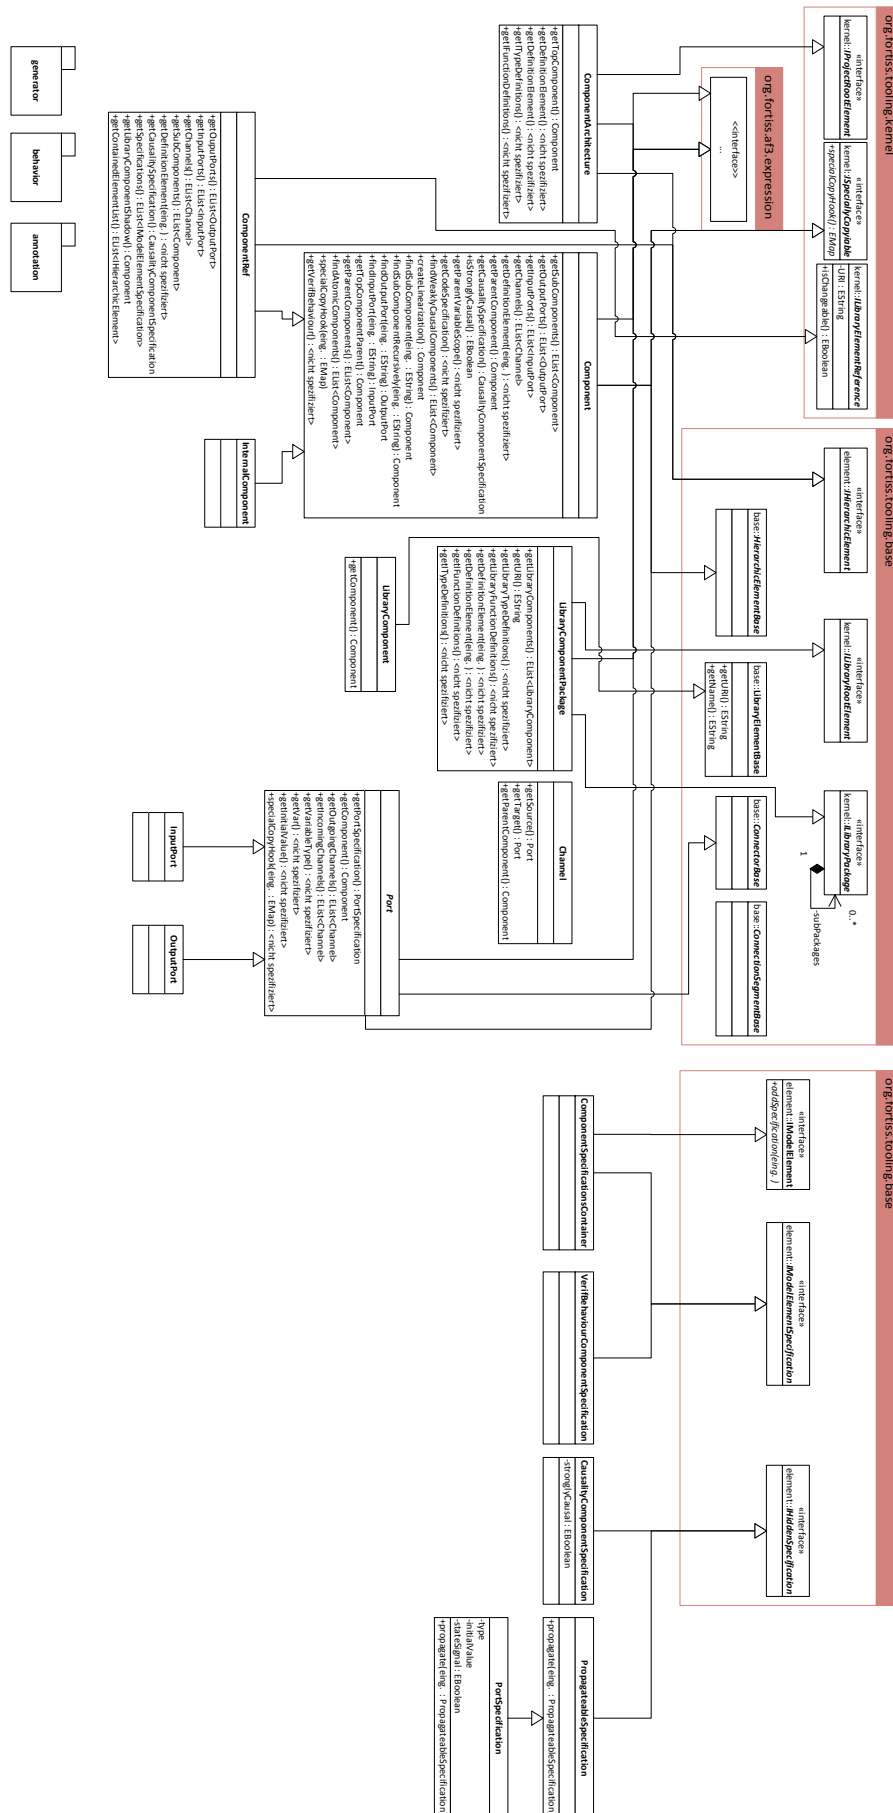 org.fortiss.tooling.kernel
«interface»
kernel::IProjectRootElement
«interface»
kernel::ISpeciallyCopyiable
+specialCopyHook() : EMap
«interface»
kernel::ILibraryElementReference
-URI : EString
+isChangeable() : EBoolean
org.fortiss.af3.expression
<<interface>>
...
org.fortiss.tooling.base
«interface»
element::IHierarchicElement
«interface»
kernel::ILibraryRootElement
«interface»
kernel::ILibraryPackage
1
0..*
-subPackages
base::HierarchicElementBase
base::LibraryElementBase
+getURI() : EString
+getName() : EString
base::ConnectorBase
base::ConnectionSegmentBase
org.fortiss.tooling.base
«interface»
element::IModelElement
+addSpecification(eing. )
«interface»
element::IModelElementSpecification
«interface»
element::IHiddenSpecification
ComponentArchitecture
+getTopComponent() : Component
+getDefinitionElement() : <nicht spezifiziert>
+getDefinitionElement() : <nicht spezifiziert>
+getITypeDefinitions() : <nicht spezifiziert>
+getIFunctionDefinitions() : <nicht spezifiziert>
Component
+getSubComponents() : EList<Component>
+getOutputPorts() : EList<OutputPort>
+getInputPorts() : EList<InputPort>
+getChannels() : EList<Channel>
+getDefinitionElement(eing. ) : <nicht spezifiziert>
+getParentComponent() : Component
+getCausalitySpecification() : CausalityComponentSpecification
+isStronglyCausal() : EBoolean
+getParentVariableScope() : <nicht spezifiziert>
+getCodeSpecification() : <nicht spezifiziert>
+findWeaklyCausalComponents() : EList<Component>
+createLinearization() : Component
+findSubComponent(eing. : EString) : Component
+findSubComponentRecursively(eing. : EString) : Component
+findOutputPort(eing. : EString) : OutputPort
+findInputPort(eing. : EString) : InputPort
+getTopComponentParent() : Component
+getParentComponents() : EList<Component>
+findAtomicComponents() : EList<Component>
+specialCopyHook(eing. : EMap)
+getVerifBehaviour() : <nicht spezifiziert>
ComponentRef
+getOuputPorts() : EList<OutputPort>
+getInputPorts() : EList<InputPort>
+getChannels() : EList<Channel>
+getSubComponents() : EList<Component>
+getDefinitionElement(eing. ) : <nicht spezifiziert>
+getCausalitySpecification() : CausalityComponentSpecification
+getSpecifications() : EList<IModelElementSpecification>
+getLibraryComponentShadow() : Component
+getContainedElementList() : EList<IHierarchicElement>
InternalComponent
generator
behavior
annotation
LibraryComponentPackage
+getLibraryComponents() : EList<LibraryComponent>
+getURI() : EString
+getLibraryTypeDefinitions() : <nicht spezifiziert>
+getLibraryFunctionDefinitions() : <nicht spezifiziert>
+getDefinitionElement(eing. ) : <nicht spezifiziert>
+getDefinitionElement(eing. ) : <nicht spezifiziert>
+getIFunctionDefinitions() : <nicht spezifiziert>
+getITypeDefinitions() : <nicht spezifiziert>
LibraryComponent
+getComponent() : Component
Channel
+getSource() : Port
+getTarget() : Port
+getParentComponent() : Component
Port
+getPortSpecification() : PortSpecification
+getComponent() : Component
+getOutgoingChannels() : EList<Channel>
+getIncomingChannels() : EList<Channel>
+getVariableType() : <nicht spezifiziert>
+getVar() : <nicht spezifiziert>
+getInitialValue() : <nicht spezifiziert>
+specialCopyHook(eing. : EMap) : <nicht spezifiziert>
InputPort
OutputPort
ComponentSpecificationsContainer
VerifBehaviourComponentSpecification
CausalityComponentSpecification
-stronglyCausal : EBoolean
PropagateableSpecification
+propagate(eing. : PropagateableSpecification)
PortSpecification
-type
-initialValue
-stateSignal : EBoolean
+propagate(eing. : PropagateableSpecification)